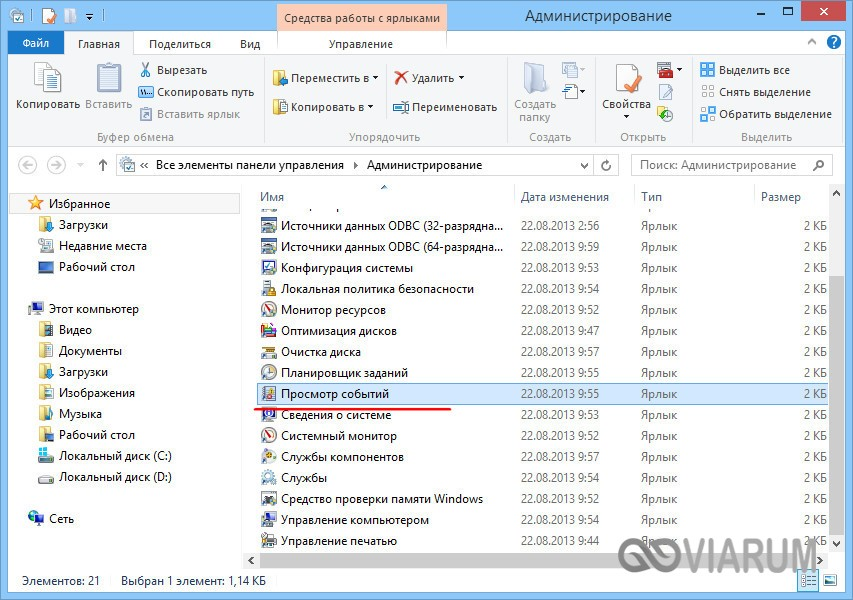 Средства работы с ярлыками
Администрирование
Файл Главная Поделиться Вид Управление
Копировать Вставить Вырезать
Скопировать путь
Вставить ярлык
Переместить в Удалить
Копировать в Переименовать
Создать папку
Свойства
Выделить все
Снять выделение
Обратить выделение
Буфер обмена Упорядочить Создать Открыть Выделить
« Все элементы панели управления Администрирование
Поиск: Администрирование
Имя Дата изменения Тип Размер
Избранное
Загрузки
Недавние места
Рабочий стол
Этот компьютер
Видео
Документы
Загрузки
Изображения
Музыка
Рабочий стол
Локальный диск (C:)
Локальный диск (D:)
Сеть
Источники данных ODBC (32-разрядна... 22.08.2013 2:56 Ярлык 2 КБ
Источники данных ODBC (64-разрядна... 22.08.2013 9:59 Ярлык 2 КБ
Конфигурация системы 22.08.2013 9:53 Ярлык 2 КБ
Локальная политика безопасности 22.08.2013 9:54 Ярлык 2 КБ
Монитор ресурсов 22.08.2013 9:52 Ярлык 2 КБ
Оптимизация дисков 22.08.2013 9:47 Ярлык 2 КБ
Очистка диска 22.08.2013 9:57 Ярлык 2 КБ
Планировщик заданий 22.08.2013 9:55 Ярлык 2 КБ
Просмотр событий 22.08.2013 9:55 Ярлык 2 КБ
Сведения о системе 22.08.2013 9:53 Ярлык 2 КБ
Системный монитор 22.08.2013 9:52 Ярлык 2 КБ
Службы компонентов 22.08.2013 9:57 Ярлык 2 КБ
Службы 22.08.2013 9:54 Ярлык 2 КБ
Средство проверки памяти Windows 22.08.2013 9:52 Ярлык 2 КБ
Управление компьютером 22.08.2013 9:54 Ярлык 2 КБ
Управление печатью 22.08.2013 9:44 Ярлык 2 КБ
VIARUM
Элементов: 21 Выбран 1 элемент: 1,14 КБ